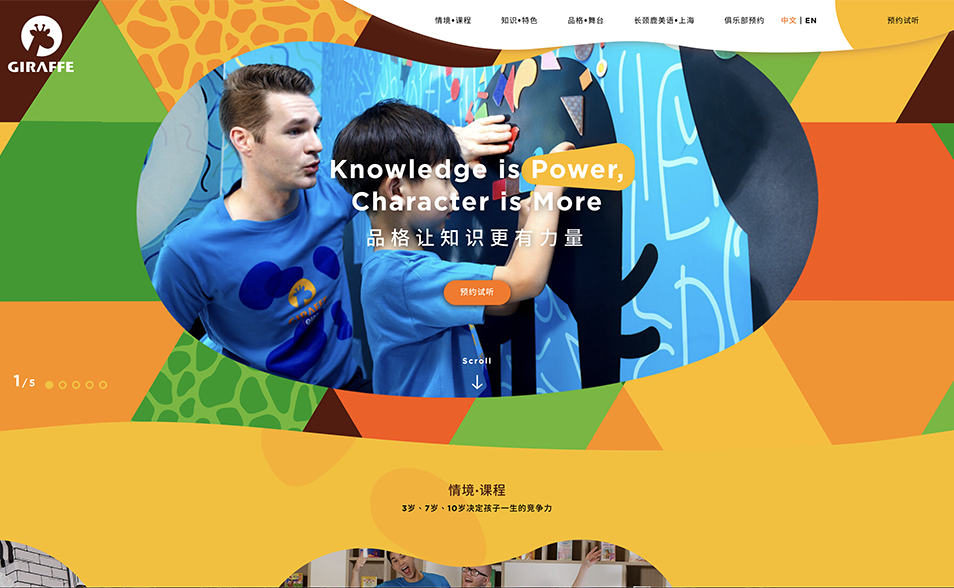 GIRAFFE
情境•课程
知识•特色
品格•舞台
长颈鹿美语•上海
俱乐部预约
中文 | EN
预约试听
Knowledge is Power,
Character is More
品格让知识更有力量
预约试听
Scroll
1/5
情境·课程
3岁、7岁、10岁决定孩子一生的竞争力